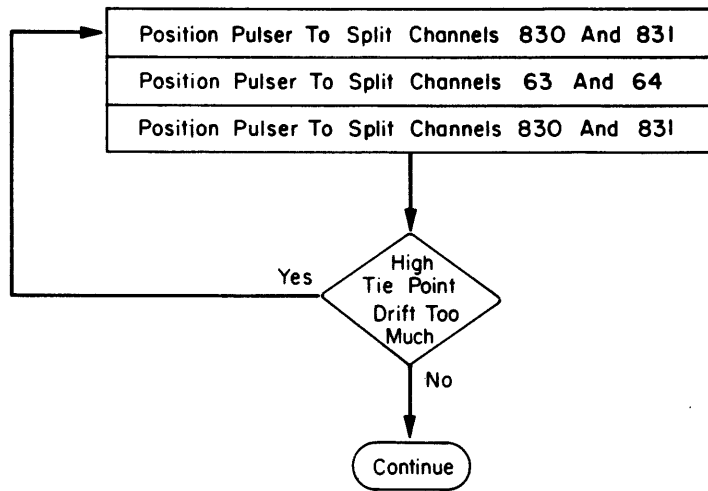 Position Pulser To Split Channels 830 And 831
Position Pulser To Split Channels 63 And 64
Position Pulser To Split Channels 830 And 831
High
Tie Point
Drift Too
Much
Yes
No
Continue